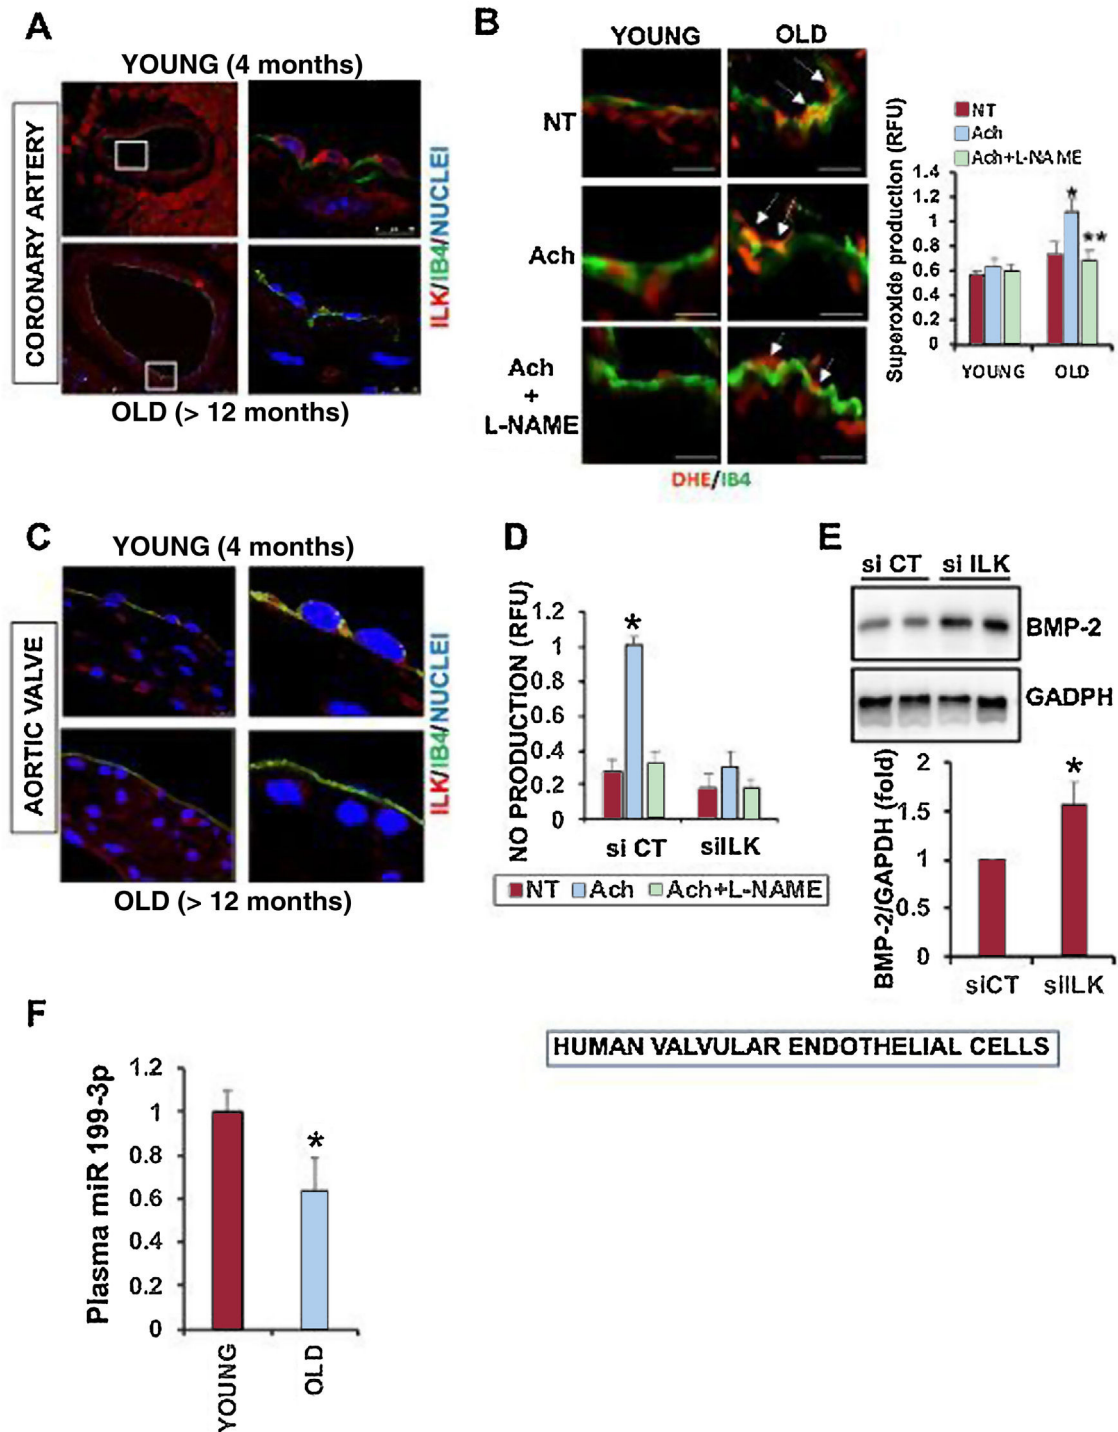 A
YOUNG (4 months)
CORONARY ARTERY
ILK/IB4/NUCLEI
OLD (> 12 months)
B
YOUNG OLD
NT
Ach
Ach
+
L-NAME
DHE/IB4
NT
Ach
Ach+L-NAME
Superoxide production (RFU)
1.4
1.2
1
0.8
0.6
0.4
0.2
0
*
**
YOUNG OLD
C
YOUNG (4 months)
AORTIC VALVE
ILK/IB4/NUCLEI
OLD (> 12 months)
D
NO PRODUCTION (RFU)
1.2
1
0.8
0.6
0.4
0.2
0
*
si CT siILK
NT Ach Ach+L-NAME
E
si CT si ILK
BMP-2
GADPH
BMP-2/GAPDH (fold)
2
1.5
1
0.5
0
*
siCT siILK
HUMAN VALVULAR ENDOTHELIAL CELLS
F
Plasma miR 199-3p
1.2
1
0.8
0.6
0.4
0.2
0
*
YOUNG
OLD